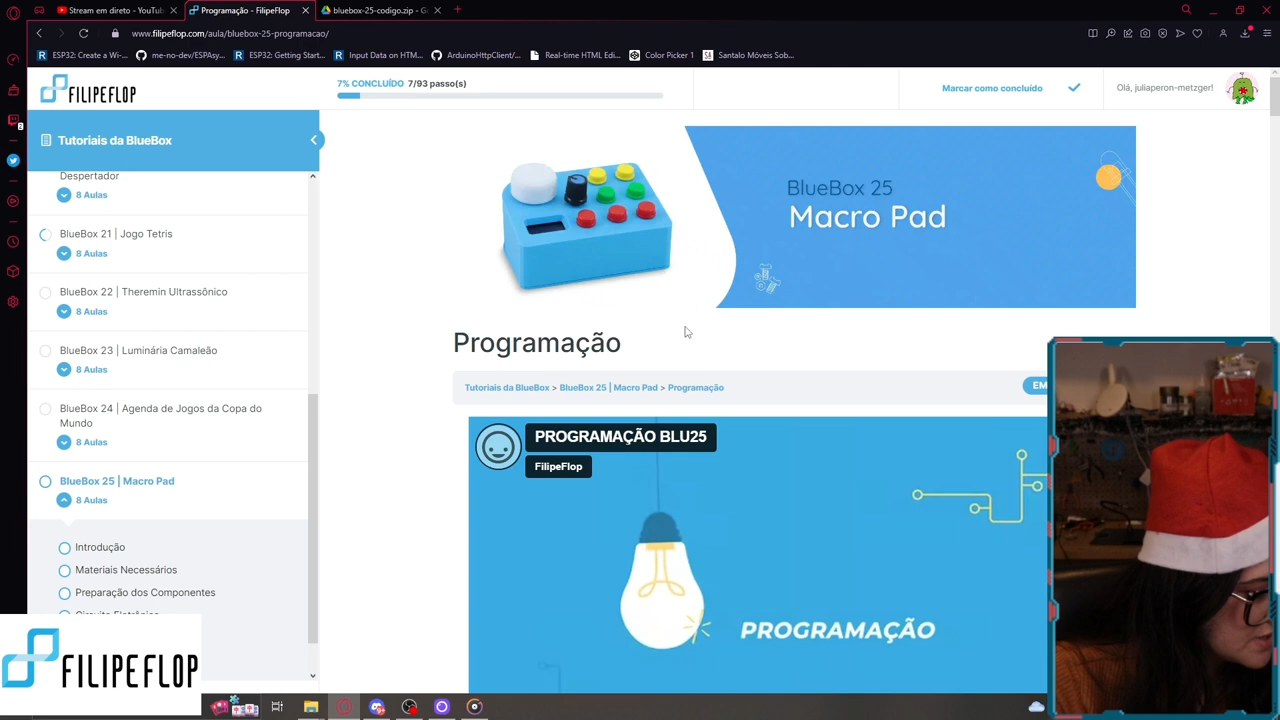 Stream em direto - YouTub
Programação - FilipeFlop
bluebox-25-codigo.zip - Go
www.filipeflop.com/aula/bluebox-25-programacao/
ESP32: Create a Wi-...
me-no-dev/ESPAsy...
ESP32: Getting Start...
Input Data on HTM...
ArduinoHttpClient/...
Real-time HTML Edi...
Color Picker 1
Santalo Móveis Sob...
FILIPEFLOP
7% CONCLUÍDO 7/93 passo(s)
Marcar como concluído
Olá, juliaperon-metzger!
Tutoriais da BlueBox
Despertador
8 Aulas
BlueBox 21 | Jogo Tetris
8 Aulas
BlueBox 22 | Theremin Ultrassônico
8 Aulas
BlueBox 23 | Luminária Camaleão
8 Aulas
BlueBox 24 | Agenda de Jogos da Copa do
Mundo
8 Aulas
BlueBox 25 | Macro Pad
8 Aulas
Introdução
Materiais Necessários
Preparação dos Componentes
Circuito Eletrônico
FILIPEFLOP
BlueBox 25
Macro Pad
Programação
Tutoriais da BlueBox > BlueBox 25 | Macro Pad > Programação
EM
PROGRAMAÇÃO BLU25
FilipeFlop
PROGRAMAÇÃO